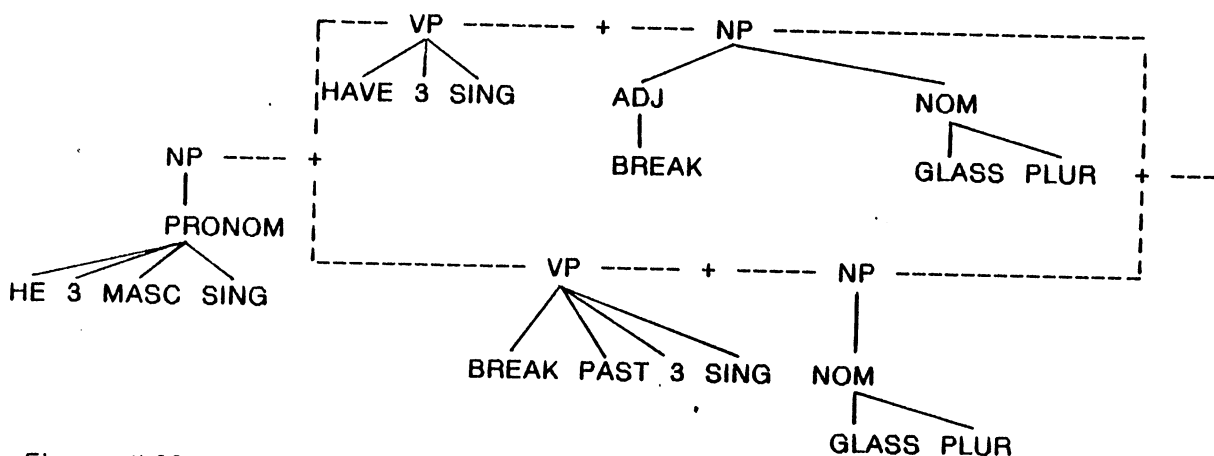 VP + NP
HAVE 3 SING ADJ NOM
NP + BREAK GLASS PLUR +
PRONOM
VP + NP
HE 3 MASC SING
BREAK PAST 3 SING NOM
GLASS PLUR